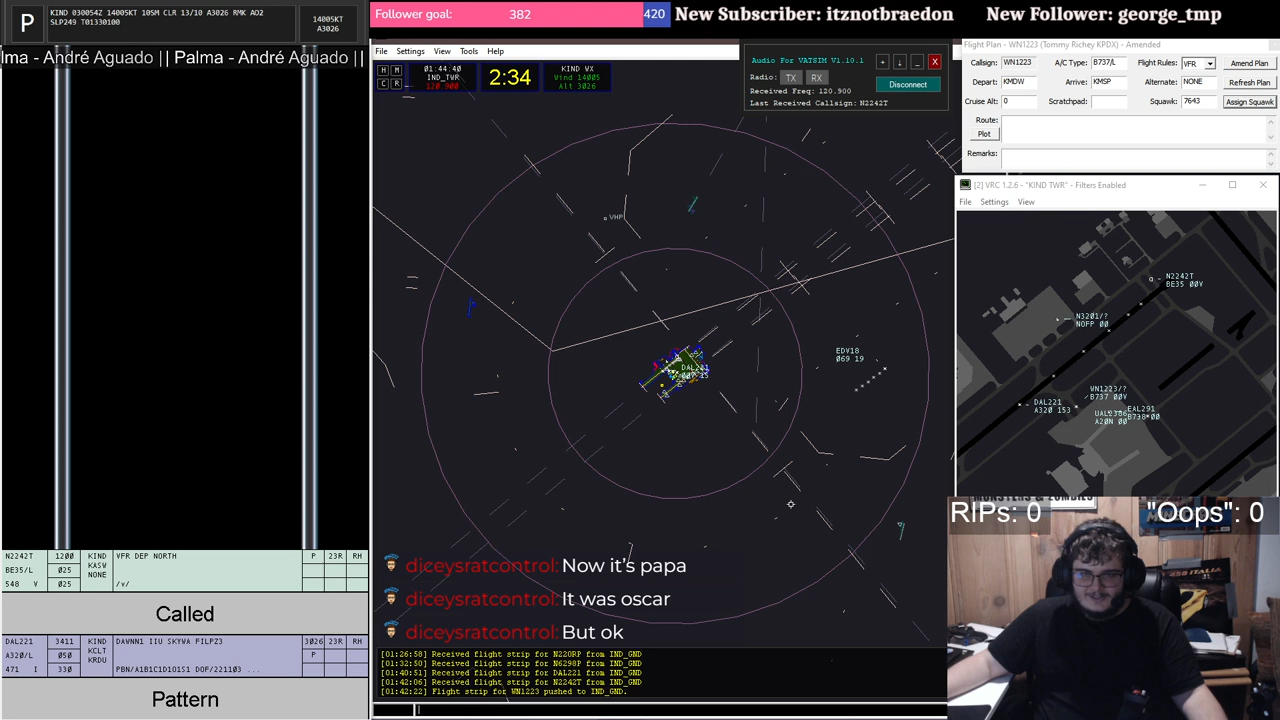 P
KIND 030054Z 14005KT 10SM CLR 13/10 A3026 RMK AO2
SLP249 T01330100
14005KT
A3026
lma - André Aguado || Palma - André Aguado ||
Follower goal: 382 420
New Subscriber: itznotbraedon New Follower: george_tmp
File Settings View Tools Help
H M
C R
01:44:40
IND_TWR
120.900
2:34
KIND WX
Wind 14005
Alt 3026
Audio For VATSIM V1.10.1
+ ↓ _ X
Radio: TX RX
Received Freq: 120.900
Disconnect
Last Received Callsign: N2242T
Flight Plan - WN1223 (Tommy Richey KPDX) - Amended
Callsign: WN1223 A/C Type: B737/L Flight Rules: VFR Amend Plan
Depart: KMDW Arrive: KMSP Alternate: NONE Refresh Plan
Cruise Alt: 0 Scratchpad: Squawk: 7643 Assign Squawk
Route:
Plot
Remarks:
[2] VRC 1.2.6 - "KIND TWR" - Filters Enabled
File Settings View
N2242T
BE35 00V
N3201/?
NOFP 00
WN1223/?
B737 00V
DAL221
A320 153
EAL291
B738 00
A20N 00
VHP
EDV18
069 19
DAL221
RIPs: 0 "Oops": 0
N2242T 1200 KIND VFR DEP NORTH P 23R RH
BE35/L 025 KASW
548 V 025 NONE /v/
Called
DAL221 3411 KIND DAWNN1 IIU SKYWA FILPZ3 3026 23R RH
A320/L 050 KCLT P
471 I 330 KRDU PBN/A1B1C1D1O1S1 DOF/221103 ...
Pattern
diceysratcontrol: Now it's papa
diceysratcontrol: It was oscar
diceysratcontrol: But ok
[01:26:58] Received flight strip for N220RP from IND_GND
[01:32:50] Received flight strip for N6298P from IND_GND
[01:40:51] Received flight strip for DAL221 from IND_GND
[01:42:06] Received flight strip for N2242T from IND_GND
[01:42:22] Flight strip for WN1223 pushed to IND_GND.